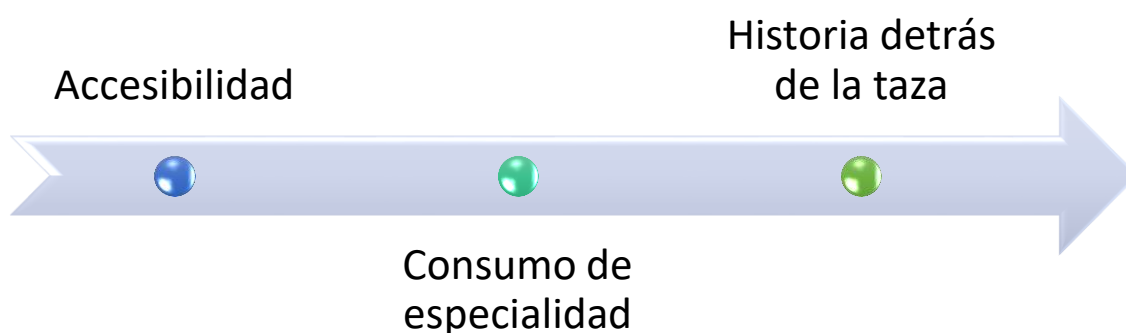 Accesibilidad
Consumo de
especialidad
Historia detrás
de la taza